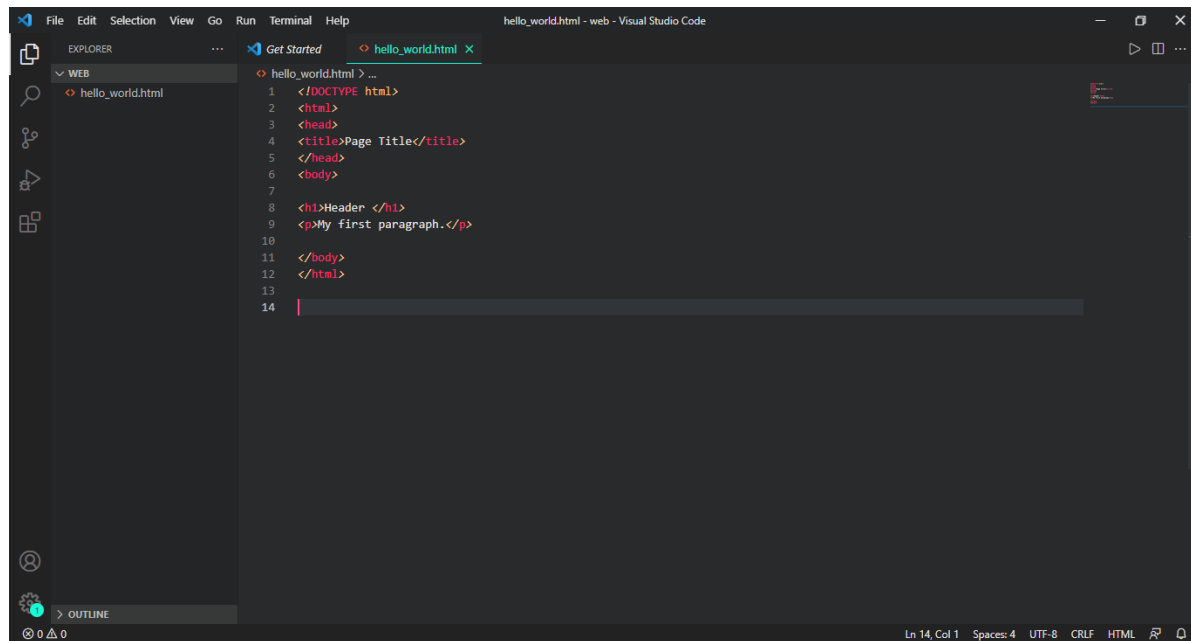 File Edit Selection View Go Run Terminal Help hello_world.html - web - Visual Studio Code
EXPLORER ... Get Started <> hello_world.html ×
WEB
<> hello_world.html
<> hello_world.html > ...
1 <!DOCTYPE html>
2 <html>
3 <head>
4 <title>Page Title</title>
5 </head>
6 <body>
7
8 <h1>Header </h1>
9 <p>My first paragraph.</p>
10
11 </body>
12 </html>
13
14
1
> OUTLINE
0 0 Ln 14, Col 1 Spaces: 4 UTF-8 CRLF HTML